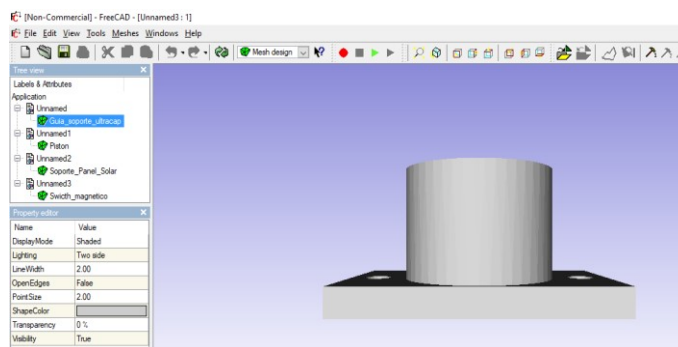 [Non-Commercial] - FreeCAD - [Unnamed3 : 1]
File Edit View Tools Meshes Windows Help
Mesh design
Tree view
Labels & Attributes
Application
Unnamed
Guia_soporte_ultracap
Unnamed1
Piston
Unnamed2
Soporte_Panel_Solar
Unnamed3
Swicth_magnetico
Property editor
Name Value
DisplayMode Shaded
Lighting Two side
LineWidth 2.00
OpenEdges False
PointSize 2.00
ShapeColor
Transparency 0 %
Visibility True